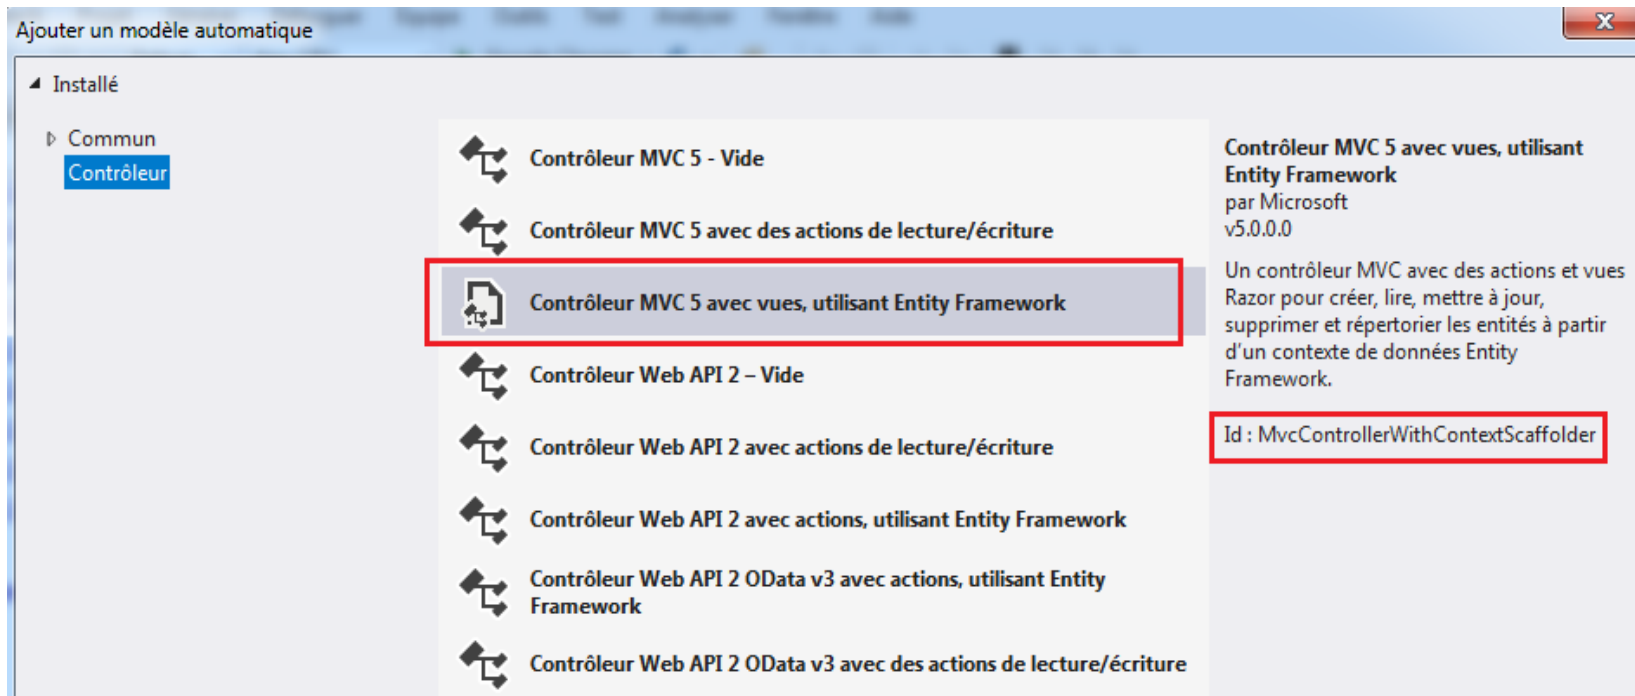 Ajouter un modèle automatique
Installé
Commun
Contrôleur
Contrôleur MVC 5 - Vide
Contrôleur MVC 5 avec des actions de lecture/écriture
Contrôleur MVC 5 avec vues, utilisant Entity Framework
Contrôleur Web API 2 – Vide
Contrôleur Web API 2 avec actions de lecture/écriture
Contrôleur Web API 2 avec actions, utilisant Entity Framework
Contrôleur Web API 2 OData v3 avec actions, utilisant Entity
Framework
Contrôleur Web API 2 OData v3 avec des actions de lecture/écriture
Contrôleur MVC 5 avec vues, utilisant
Entity Framework
par Microsoft
v5.0.0.0
Un contrôleur MVC avec des actions et vues
Razor pour créer, lire, mettre à jour,
supprimer et répertorier les entités à partir
d'un contexte de données Entity
Framework.
Id : MvcControllerWithContextScaffolder